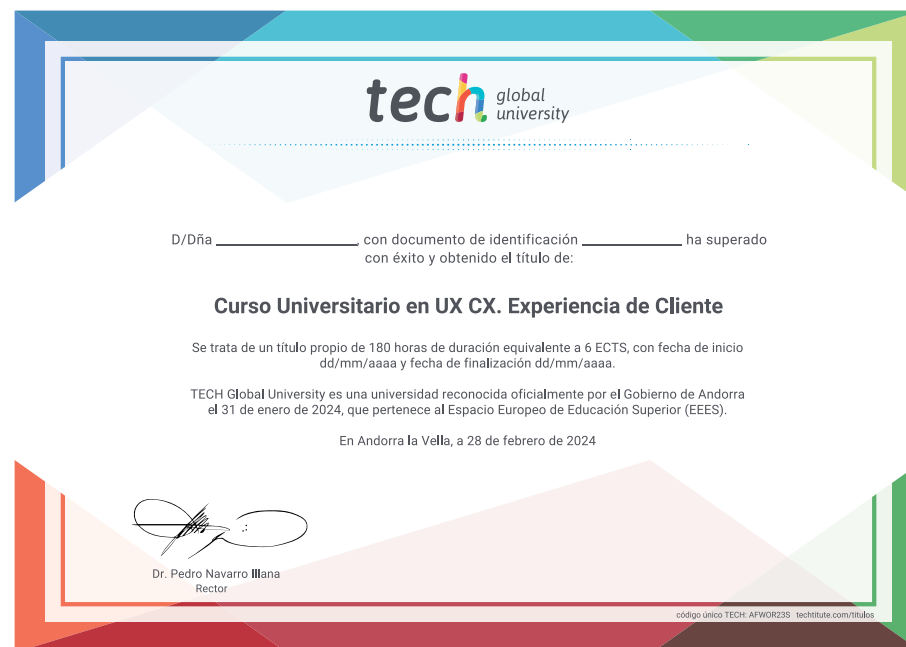 tech global
university
D/Dña ______________, con documento de identificación ______________ ha superado
con éxito y obtenido el título de:
Curso Universitario en UX CX. Experiencia de Cliente
Se trata de un título propio de 180 horas de duración equivalente a 6 ECTS, con fecha de inicio
dd/mm/aaaa y fecha de finalización dd/mm/aaaa.
TECH Global University es una universidad reconocida oficialmente por el Gobierno de Andorra
el 31 de enero de 2024, que pertenece al Espacio Europeo de Educación Superior (EEES).
En Andorra la Vella, a 28 de febrero de 2024
Dr. Pedro Navarro Illana
Rector
código único TECH: AFWOR23S techtitute.com/titulos